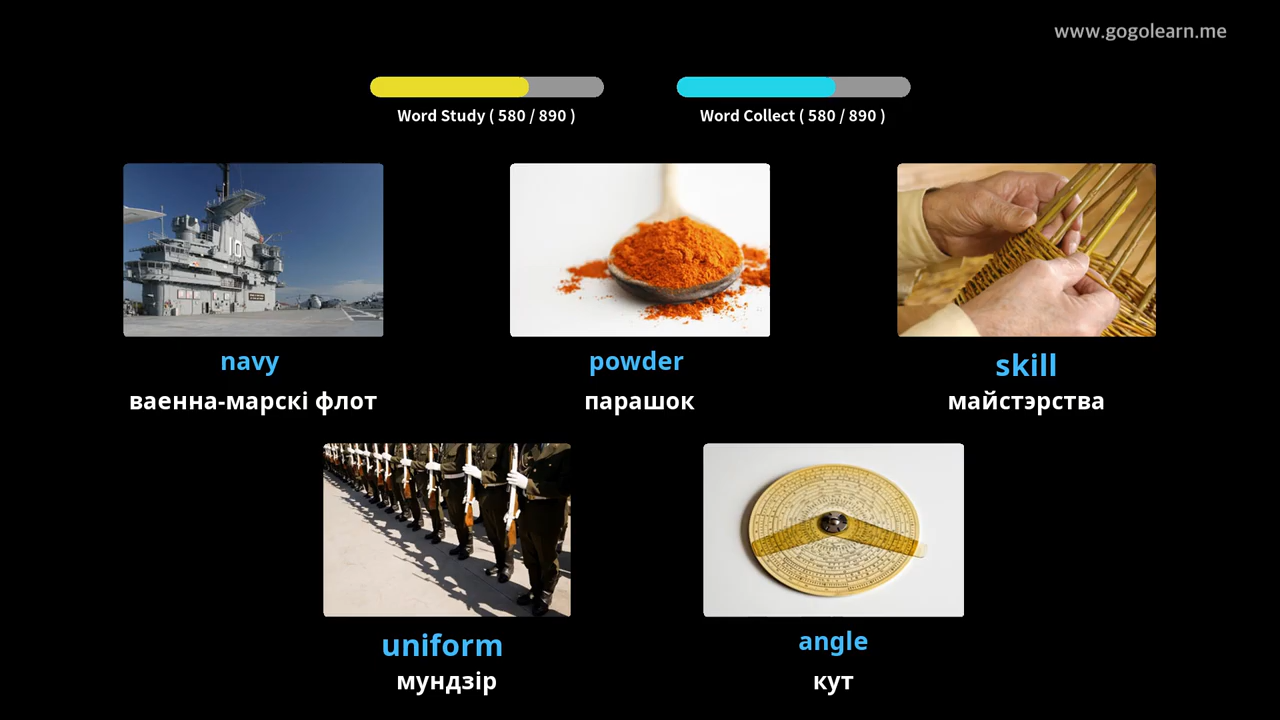 www.gogolearn.me
Word Study ( 580 / 890 )
Word Collect ( 580 / 890 )
navy
ваенна-марскі флот
powder
парашок
skill
майстэрства
uniform
мундзір
angle
кут